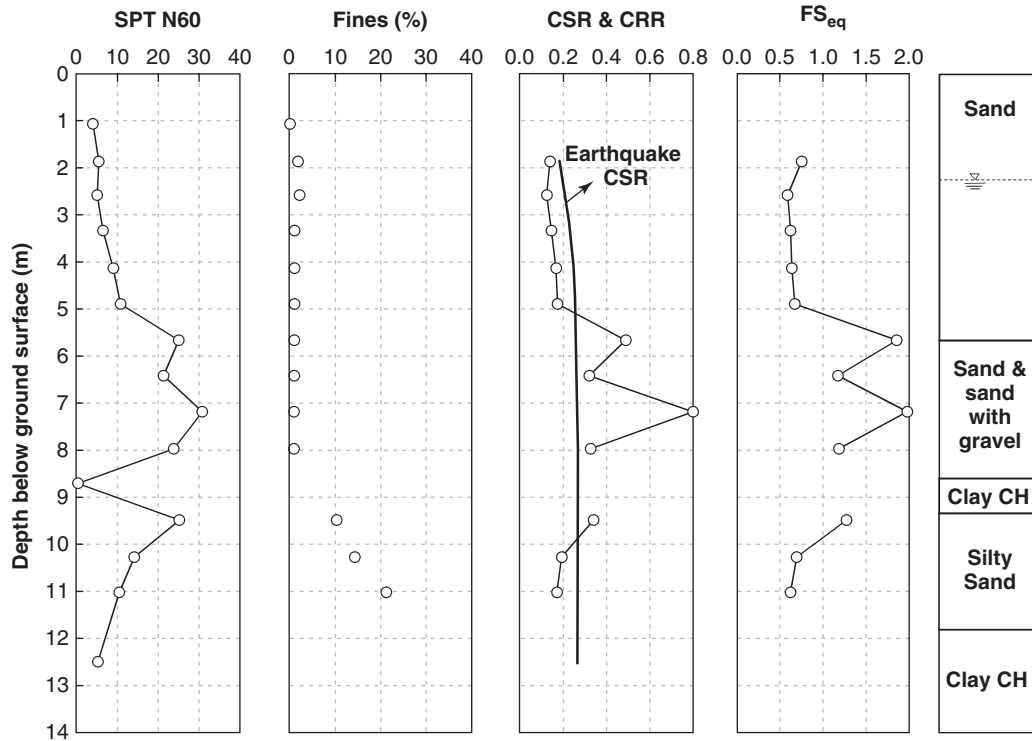 SPT N60
Fines (%)
CSR & CRR
FSeq
0 10 20 30 40
0 10 20 30 40
0.0 0.2 0.4 0.6 0.8
0.0 0.5 1.0 1.5 2.0
Depth below ground surface (m)
0
1
2
3
4
5
6
7
8
9
10
11
12
13
14
Earthquake
CSR
Sand
Sand &
sand
with
gravel
Clay CH
Silty
Sand
Clay CH